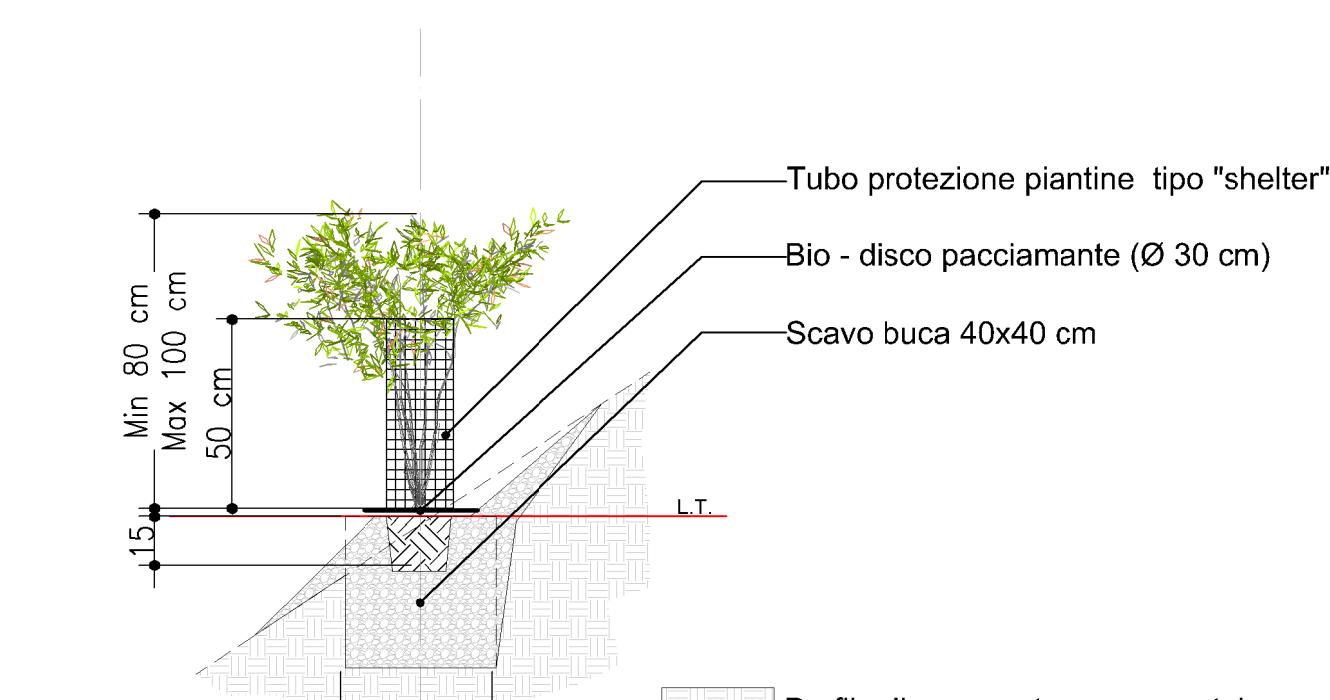 Tubo protezione piantine tipo "shelter"
Bio - disco pacciamante (Ø 30 cm)
Scavo buca 40x40 cm
Min 80 cm
Max 100 cm
50 cm
L.T.
15